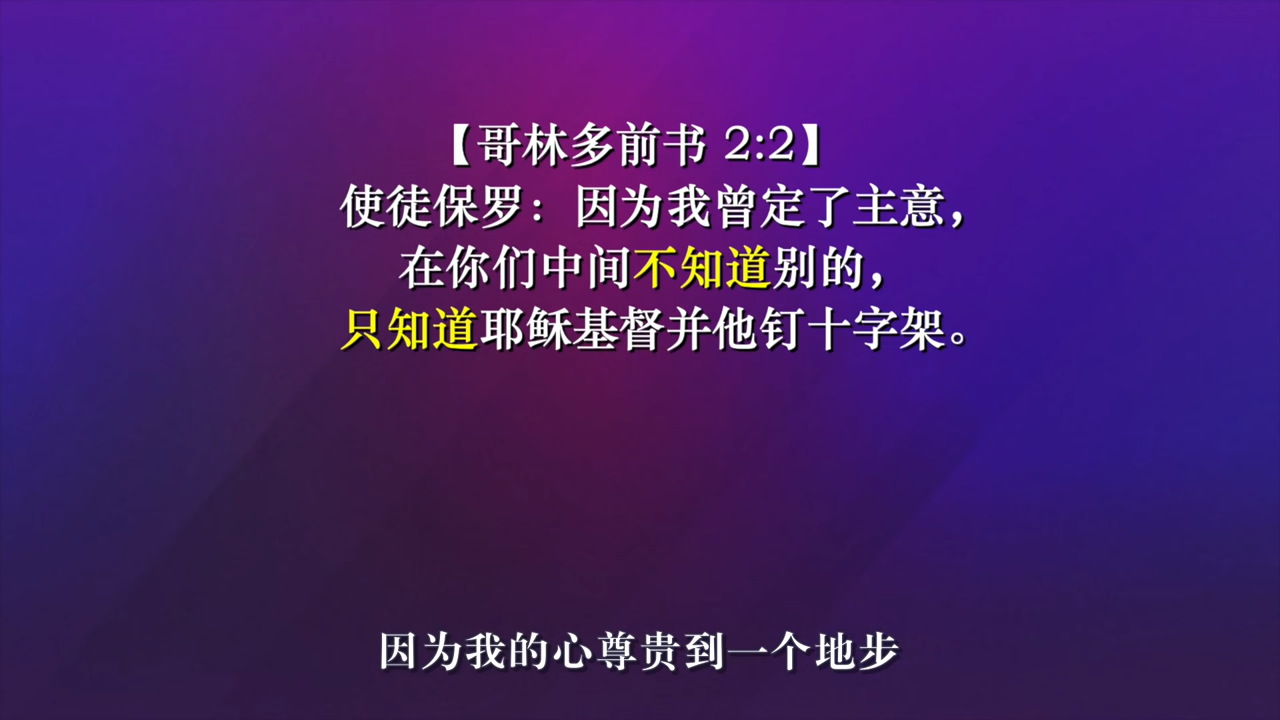 【哥林多前书 2:2】
使徒保罗：因为我曾定了主意，
在你们中间不知道别的，
只知道耶稣基督并他钉十字架。
因为我的心尊贵到一个地步